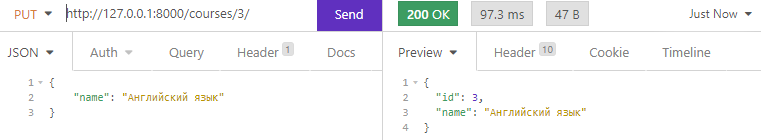 PUT http://127.0.0.1:8000/courses/3/ Send 200 OK 97.3 ms 47 B Just Now
JSON Auth Query Header 1 Docs Preview Header 10 Cookie Timeline
1 {
2 "name": "Английский язык"
3 }
1 {
2 "id": 3,
3 "name": "Английский язык"
4 }